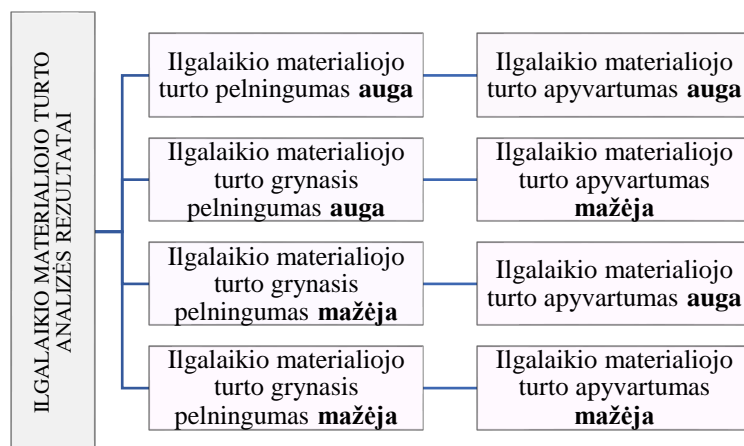 ILGALAIKIO MATERIALIOJO TURTO
ANALIZĖS REZULTATAI
Ilgalaikio materialiojo
turto pelningumas auga
Ilgalaikio materialiojo
turto apyvartumas auga
Ilgalaikio materialiojo
turto grynasis
pelningumas auga
Ilgalaikio materialiojo
turto apyvartumas
mažėja
Ilgalaikio materialiojo
turto grynasis
pelningumas mažėja
Ilgalaikio materialiojo
turto apyvartumas auga
Ilgalaikio materialiojo
turto grynasis
pelningumas mažėja
Ilgalaikio materialiojo
turto apyvartumas
mažėja